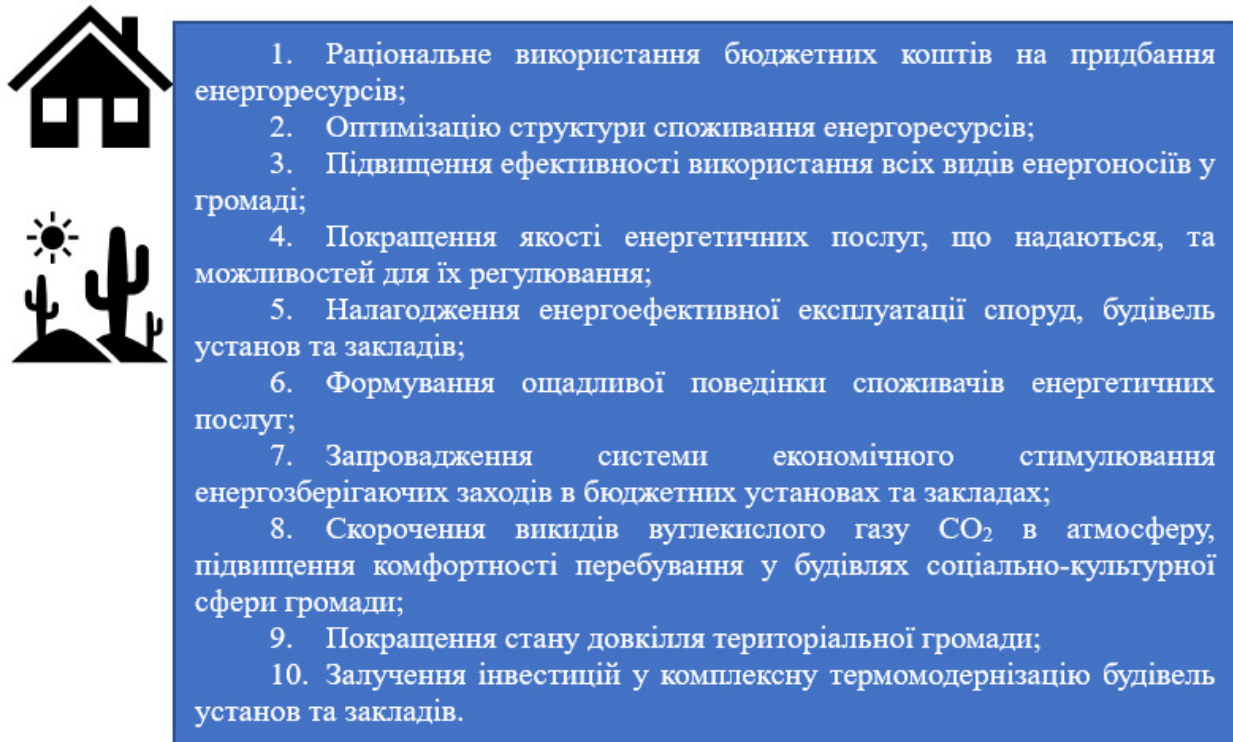 1. Раціональне використання бюджетних коштів на придбання
енергоресурсів;
2. Оптимізацію структури споживання енергоресурсів;
3. Підвищення ефективності використання всіх видів енергоносіїв у
громаді;
4. Покращення якості енергетичних послуг, що надаються, та
можливостей для їх регулювання;
5. Налагодження енергоефективної експлуатації споруд, будівель
установ та закладів;
6. Формування ощадливої поведінки споживачів енергетичних
послуг;
7. Запровадження системи економічного стимулювання
енергозберігаючих заходів в бюджетних установах та закладах;
8. Скорочення викидів вуглекислого газу CO₂ в атмосферу,
підвищення комфортності перебування у будівлях соціально-культурної
сфери громади;
9. Покращення стану довкілля територіальної громади;
10. Залучення інвестицій у комплексну термомодернізацію будівель
установ та закладів.